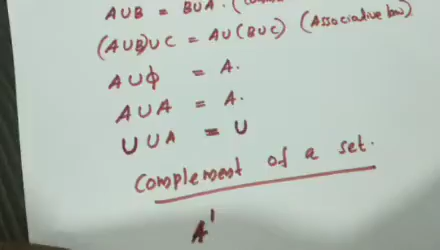 A∪B = B∪A. (
(A∪B)∪C = A∪(B∪C) (Associative law)
A∪ϕ = A.
A∪A = A.
U∪A = U
Complement of a set.
A'